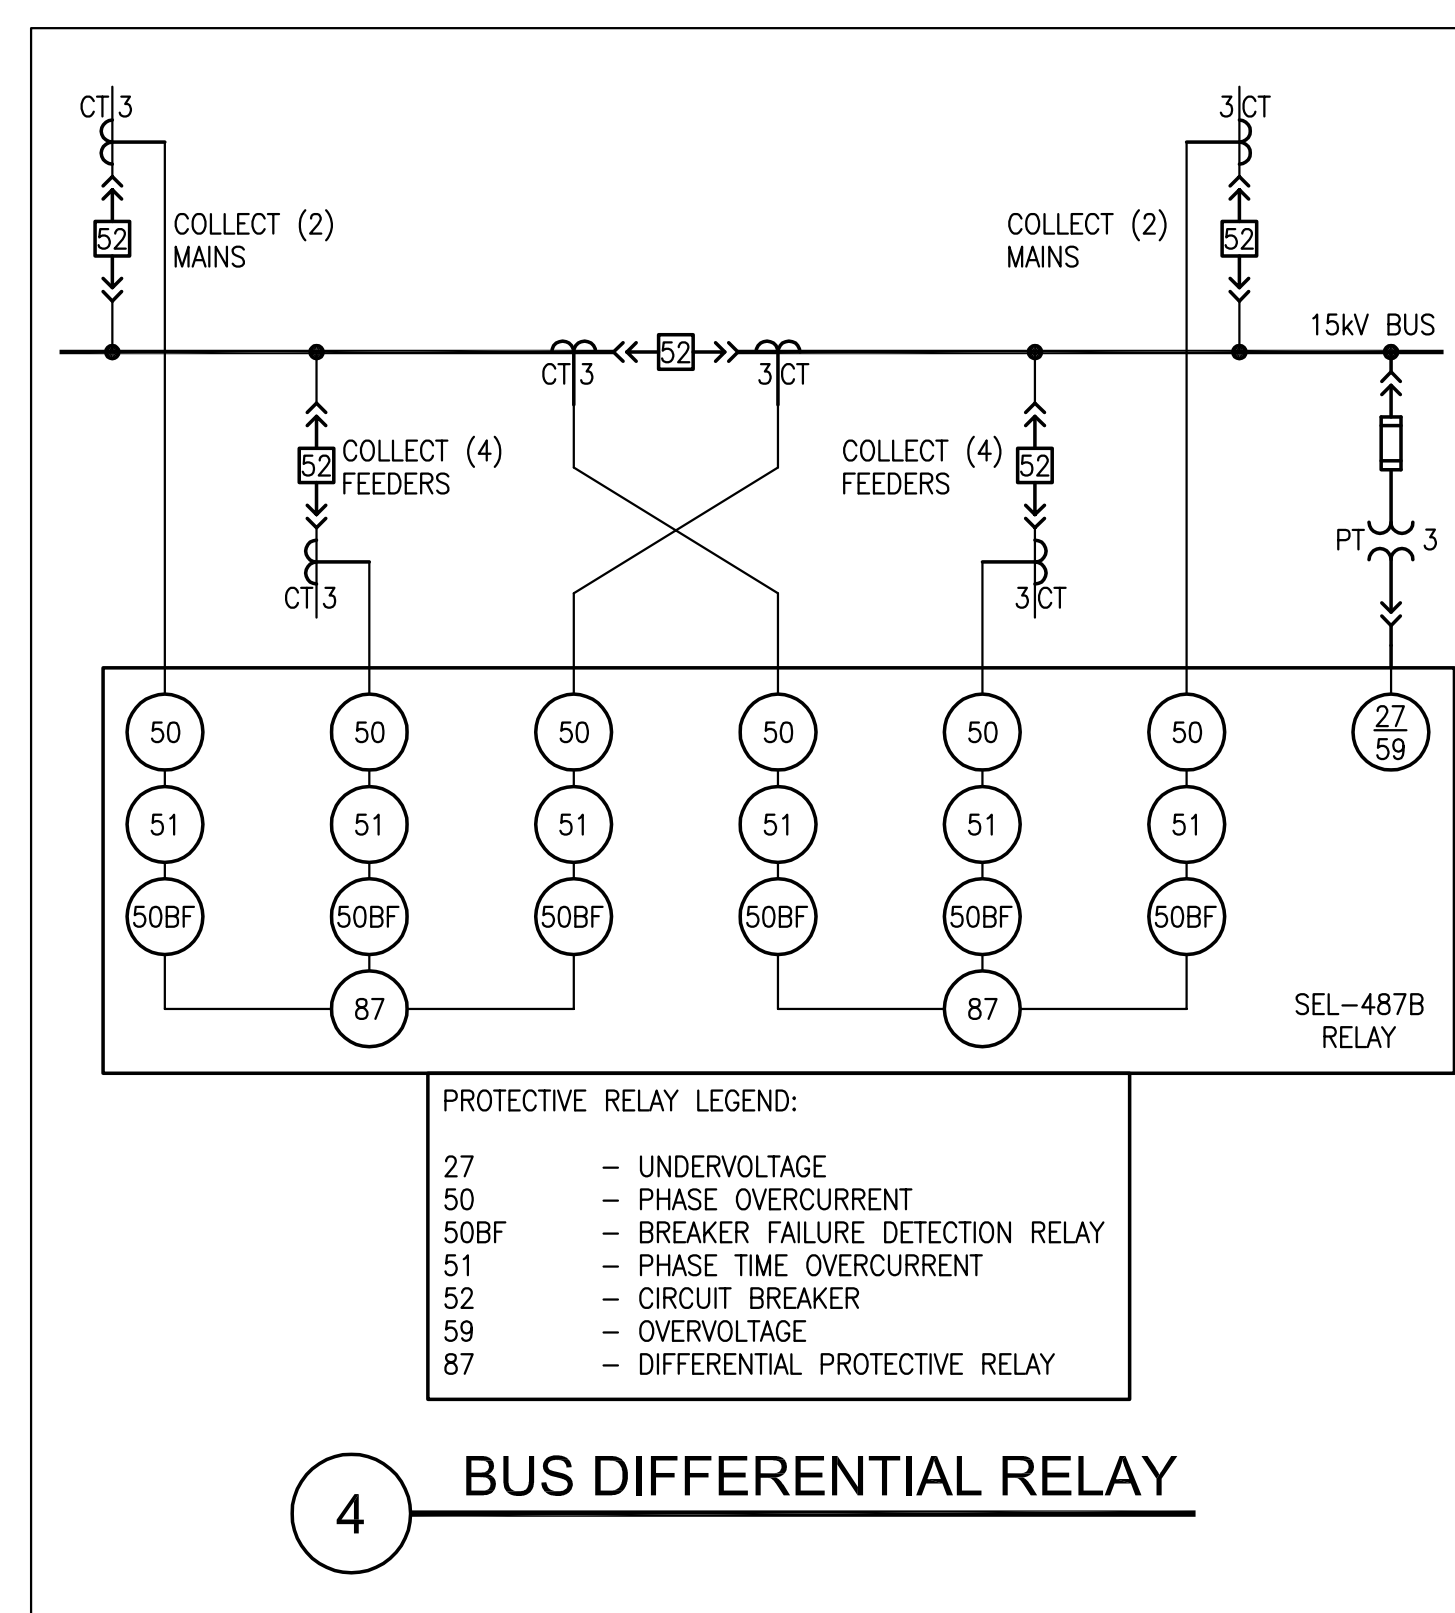 CT 3
3 CT
52
COLLECT (2)
MAINS
COLLECT (2)
MAINS
52
15kV BUS
52
CT 3
3 CT
52
COLLECT (4)
FEEDERS
COLLECT (4)
FEEDERS
52
PT 3
CT 3
3 CT
50 50 50 50 50 50 27
59
51 51 51 51 51 51
50BF 50BF 50BF 50BF 50BF 50BF
87 87
SEL-487B
RELAY
PROTECTIVE RELAY LEGEND:
27 - UNDERVOLTAGE
50 - PHASE OVERCURRENT
50BF - BREAKER FAILURE DETECTION RELAY
51 - PHASE TIME OVERCURRENT
52 - CIRCUIT BREAKER
59 - OVERVOLTAGE
87 - DIFFERENTIAL PROTECTIVE RELAY
4 BUS DIFFERENTIAL RELAY